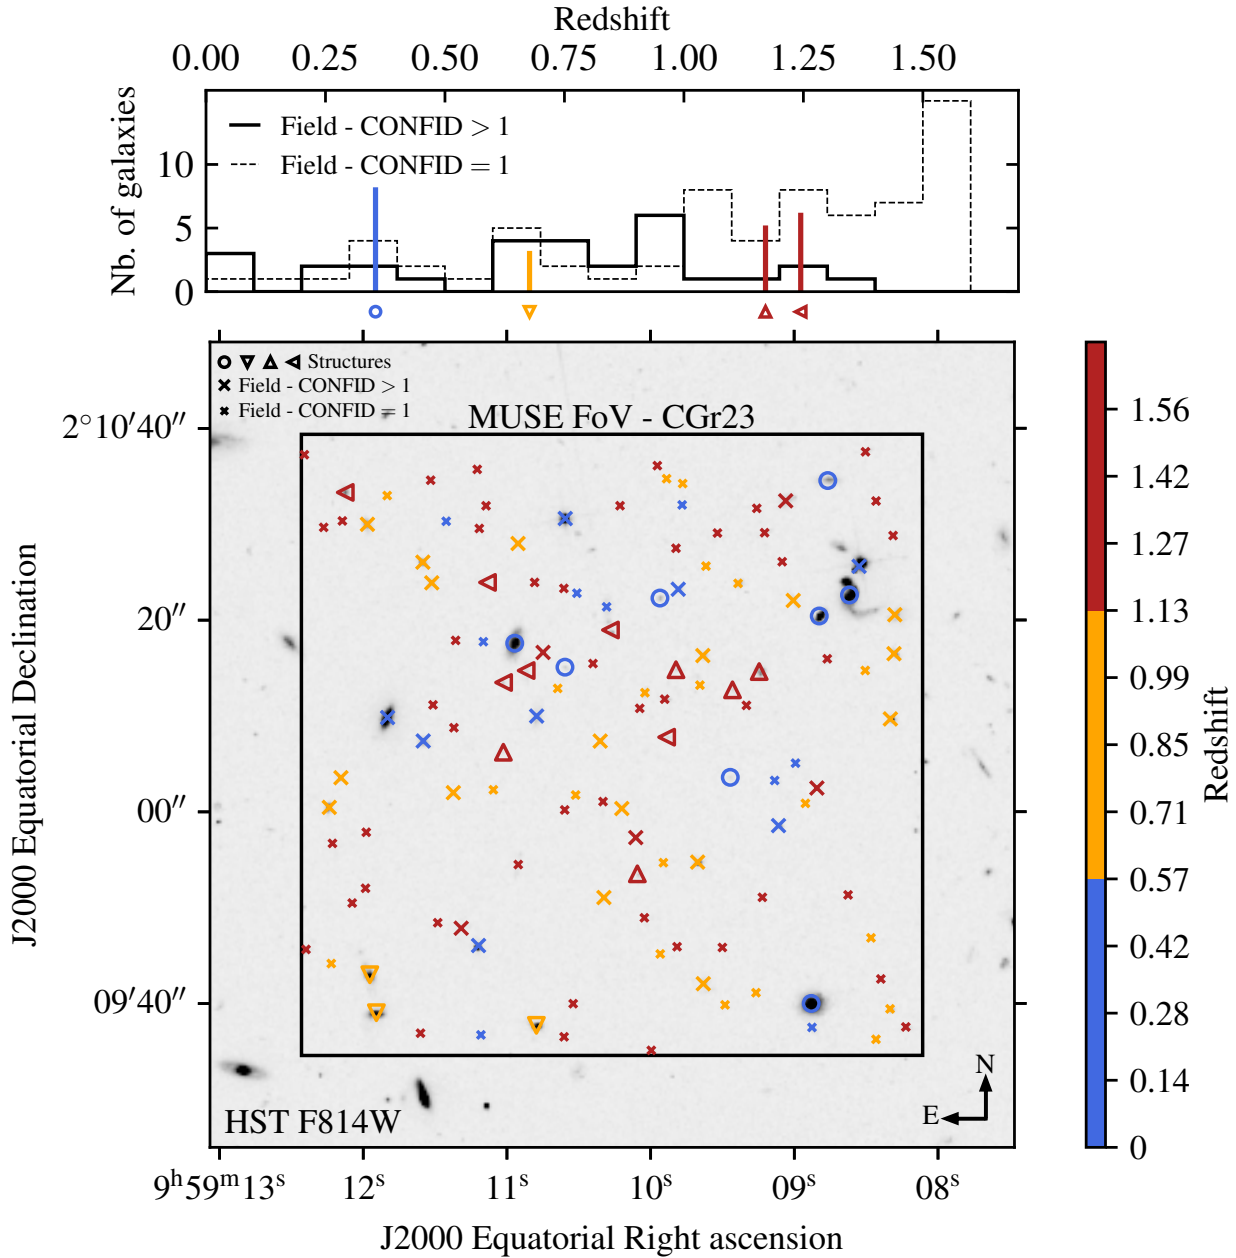 Redshift
0.00 0.25 0.50 0.75 1.00 1.25 1.50
Nb. of galaxies
10
5
0
Field - CONFID > 1
Field - CONFID = 1
Structures
Field - CONFID > 1
Field - CONFID = 1
MUSE FoV - CGr23
2°10′40″
20″
00″
09′40″
J2000 Equatorial Declination
N
E
HST F814W
9ʰ59ᵐ13ˢ 12ˢ 11ˢ 10ˢ 09ˢ 08ˢ
J2000 Equatorial Right ascension
1.56
1.42
1.27
1.13
0.99
0.85
0.71
0.57
0.42
0.28
0.14
0
Redshift